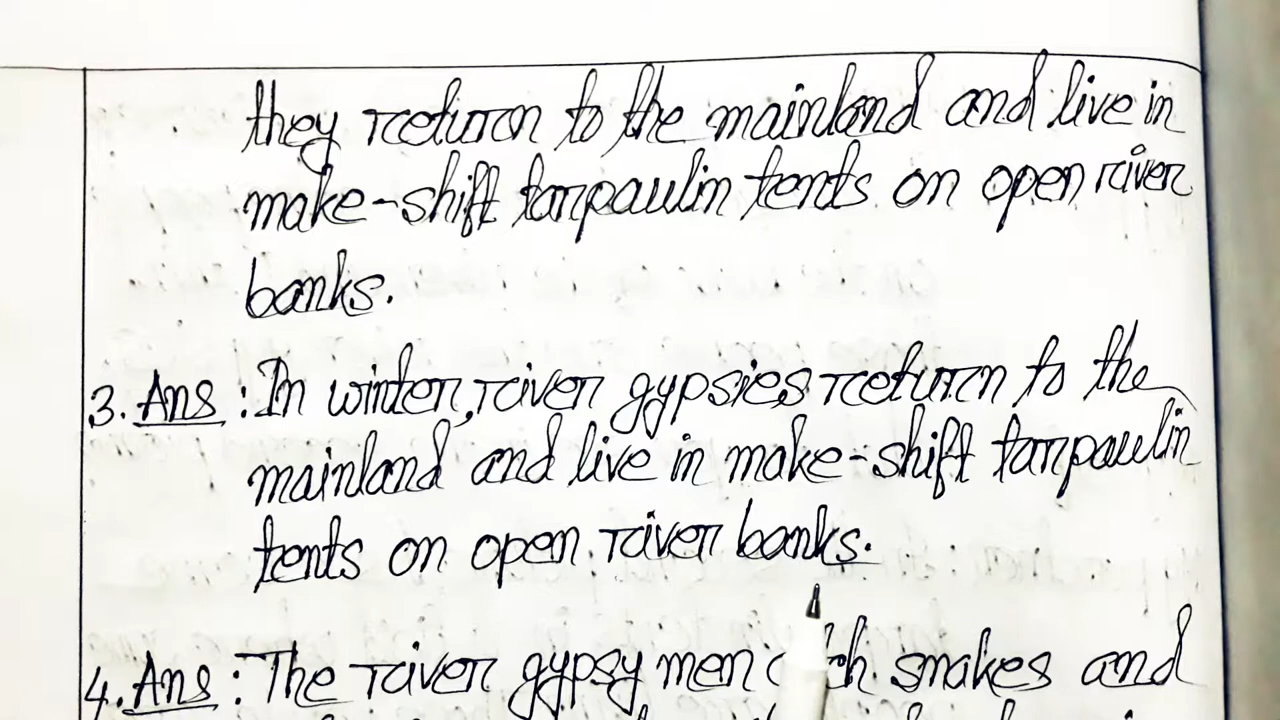 they return to the mainland and live in
make-shift tarpaulin tents on open river
banks.
3. Ans : In winter, river gypsies return to the
mainland and live in make-shift tarpaulin
tents on open river banks.
4. Ans : The river gypsy men snakes and